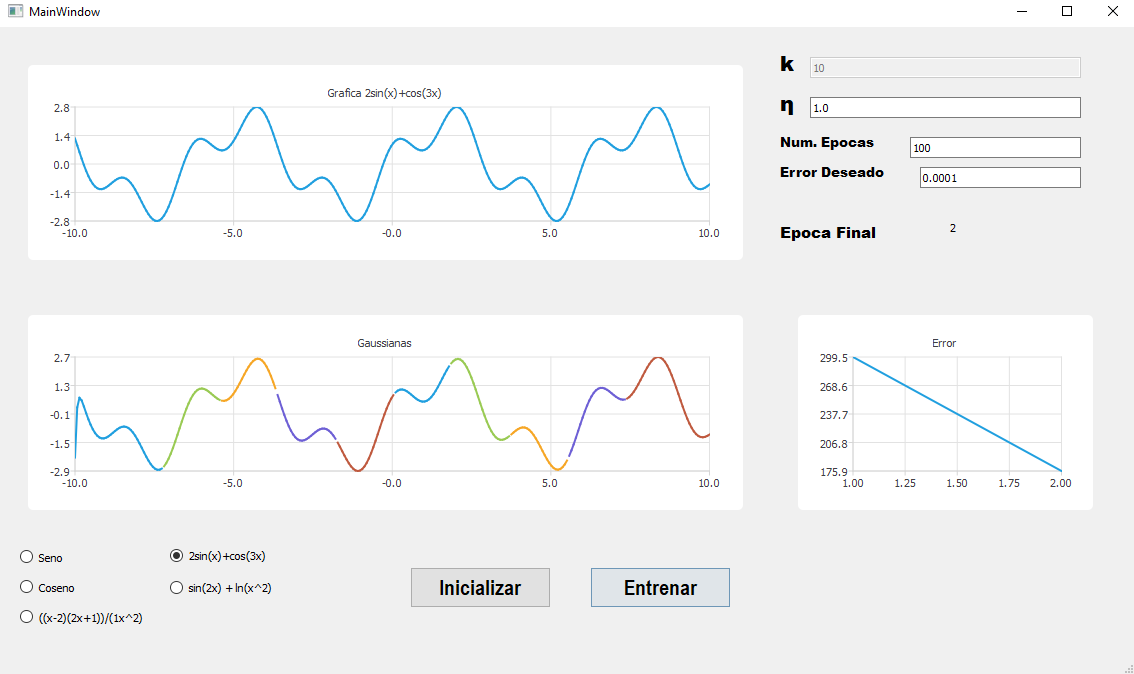 MainWindow
Grafica 2sin(x)+cos(3x)
2.8
1.4
0.0
-1.4
-2.8
-10.0 -5.0 -0.0 5.0 10.0
k 10
η 1.0
Num. Epocas 100
Error Deseado 0.0001
Epoca Final 2
Gaussianas
2.7
1.3
-0.1
-1.5
-2.9
-10.0 -5.0 -0.0 5.0 10.0
Error
299.5
268.6
237.7
206.8
175.9
1.00 1.25 1.50 1.75 2.00
Seno
Coseno
((x-2)(2x+1))/(1x^2)
2sin(x)+cos(3x)
sin(2x) +ln(x^2)
Inicializar
Entrenar